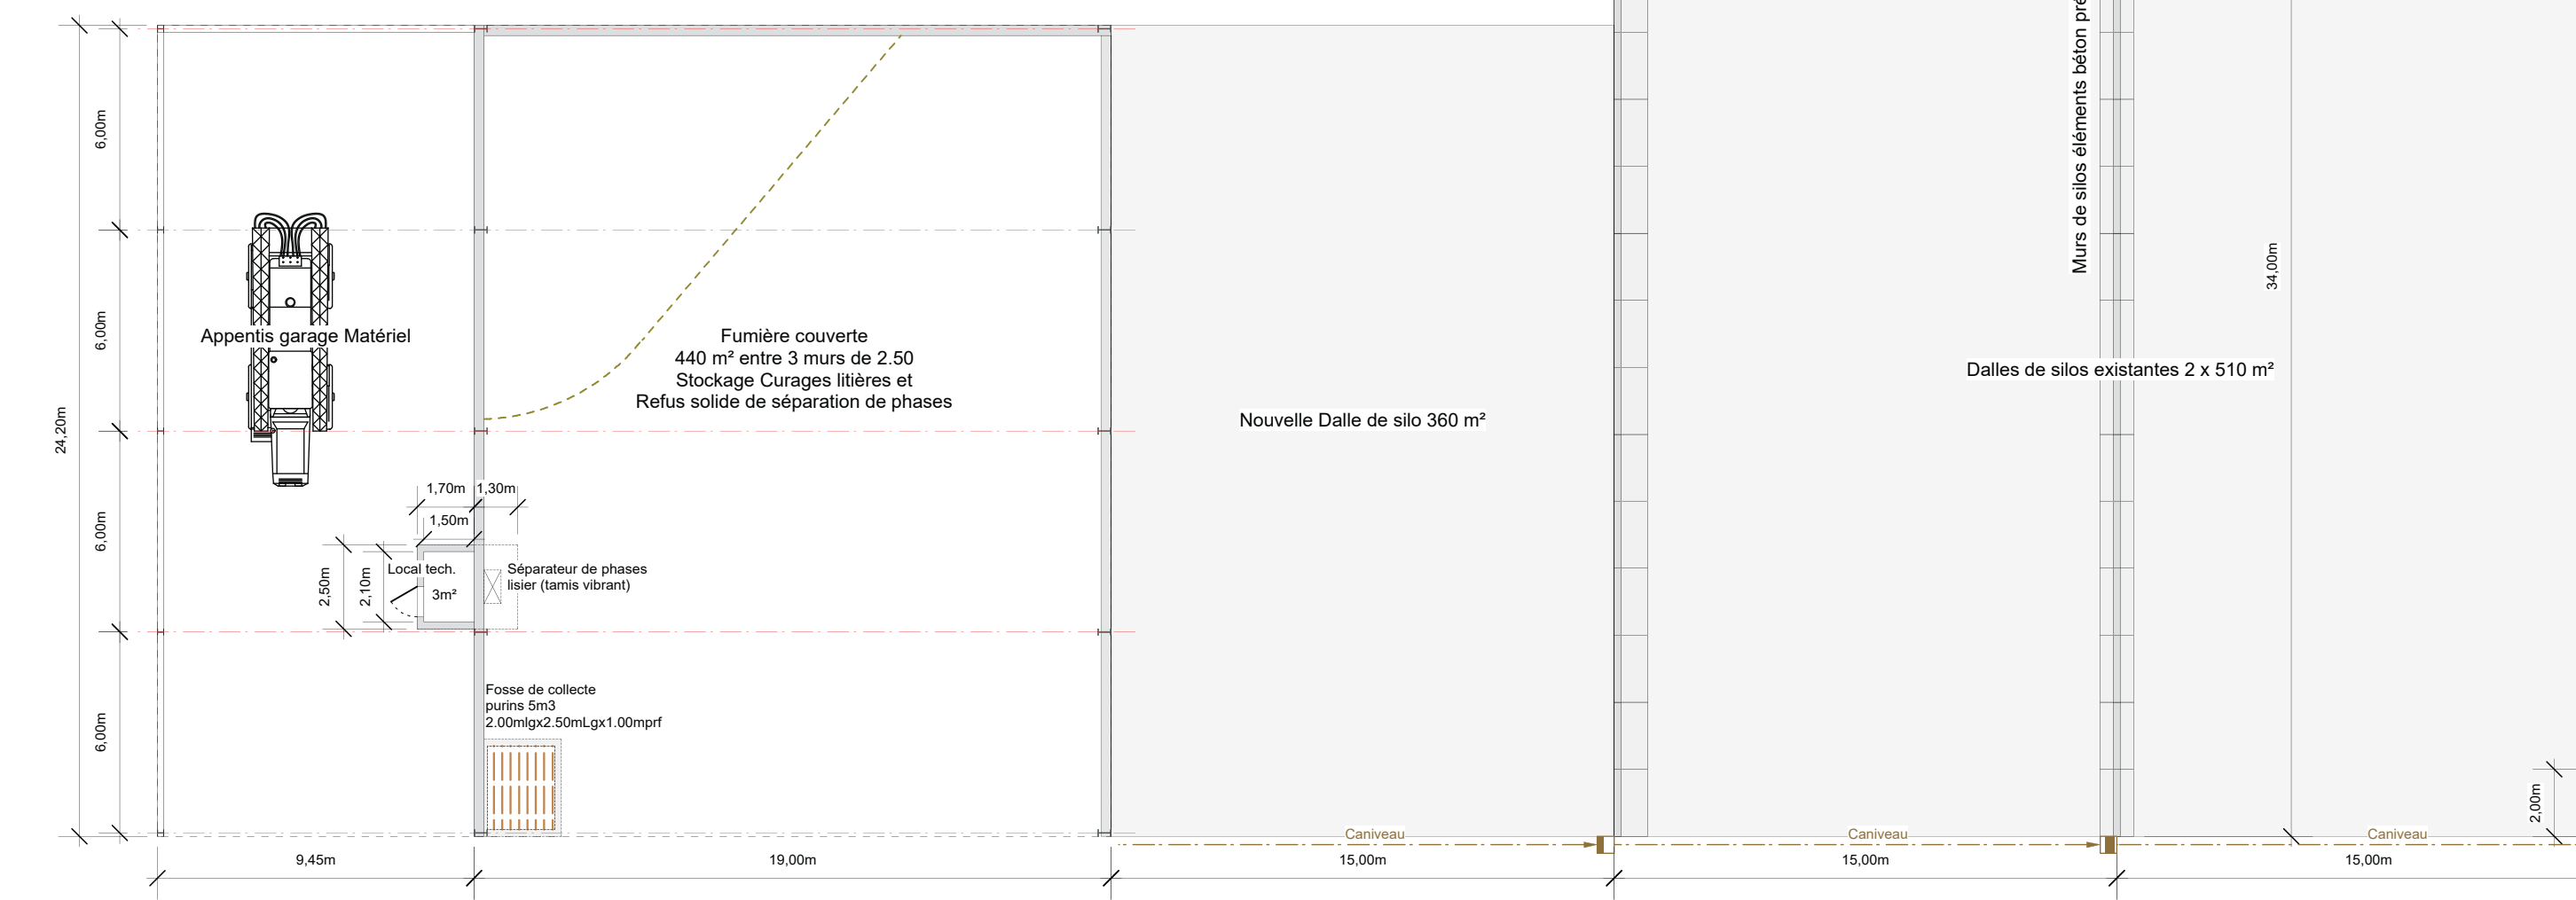 Murs de silos éléments béton
6,00m
6,00m
6,00m
6,00m
24,20m
34,00m
Appentis garage Matériel
Fumière couverte
440 m² entre 3 murs de 2.50
Stockage Curages litières et
Refus solide de séparation de phases
Dalles de silos existantes 2 x 510 m²
Nouvelle Dalle de silo 360 m²
1,70m
1,30m
1,50m
2,50m
2,10m
Local tech.
3m²
Séparateur de phases
lisier (tamis vibrant)
Fosse de collecte
purins 5m3
2.00mlgx2.50mLgx1.00mprf
2,00m
Caniveau
Caniveau
Caniveau
9,45m
19,00m
15,00m
15,00m
15,00m